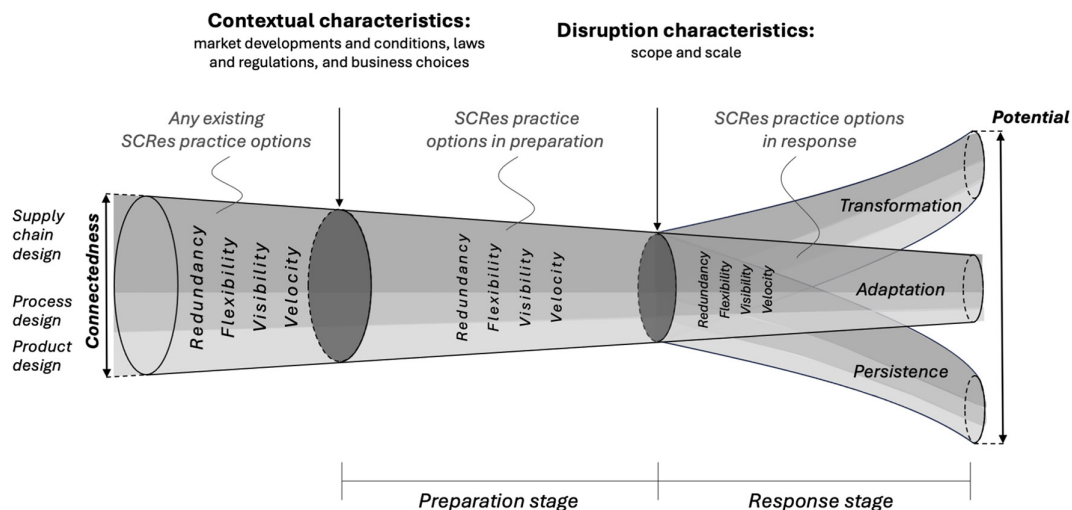 Contextual characteristics:
market developments and conditions, laws
and regulations, and business choices
Disruption characteristics:
scope and scale
Any existing
SCRes practice options
SCRes practice
options in preparation
SCRes practice options
in response
Potential
Supply
chain
design
Process
design
Product
design
Connectedness
Redundancy
Flexibility
Visibility
Velocity
Redundancy
Flexibility
Visibility
Velocity
Redundancy
Flexibility
Visibility
Velocity
Transformation
Adaptation
Persistence
Preparation stage
Response stage